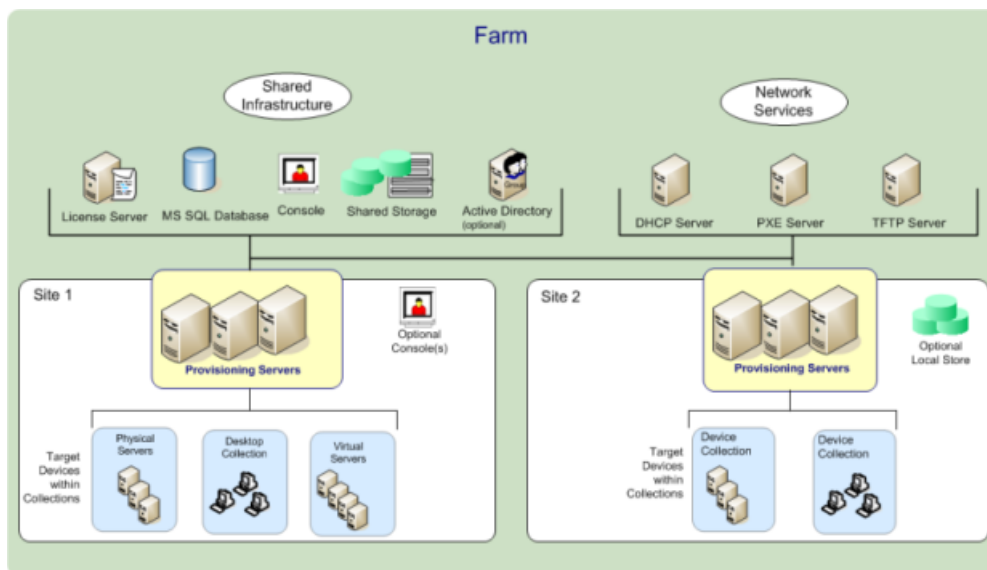 Farm
Shared
Infrastructure
Network
Services
License Server
MS SQL Database
Console
Shared Storage
Group
Active Directory
(optional)
DHCP Server
PXE Server
TFTP Server
Site 1
Provisioning Servers
Optional
Console(s)
Physical
Servers
Desktop
Collection
Virtual
Servers
Target
Devices
within
Collections
Site 2
Provisioning Servers
Optional
Local Store
Target
Devices
within
Collections
Device
Collection
Device
Collection